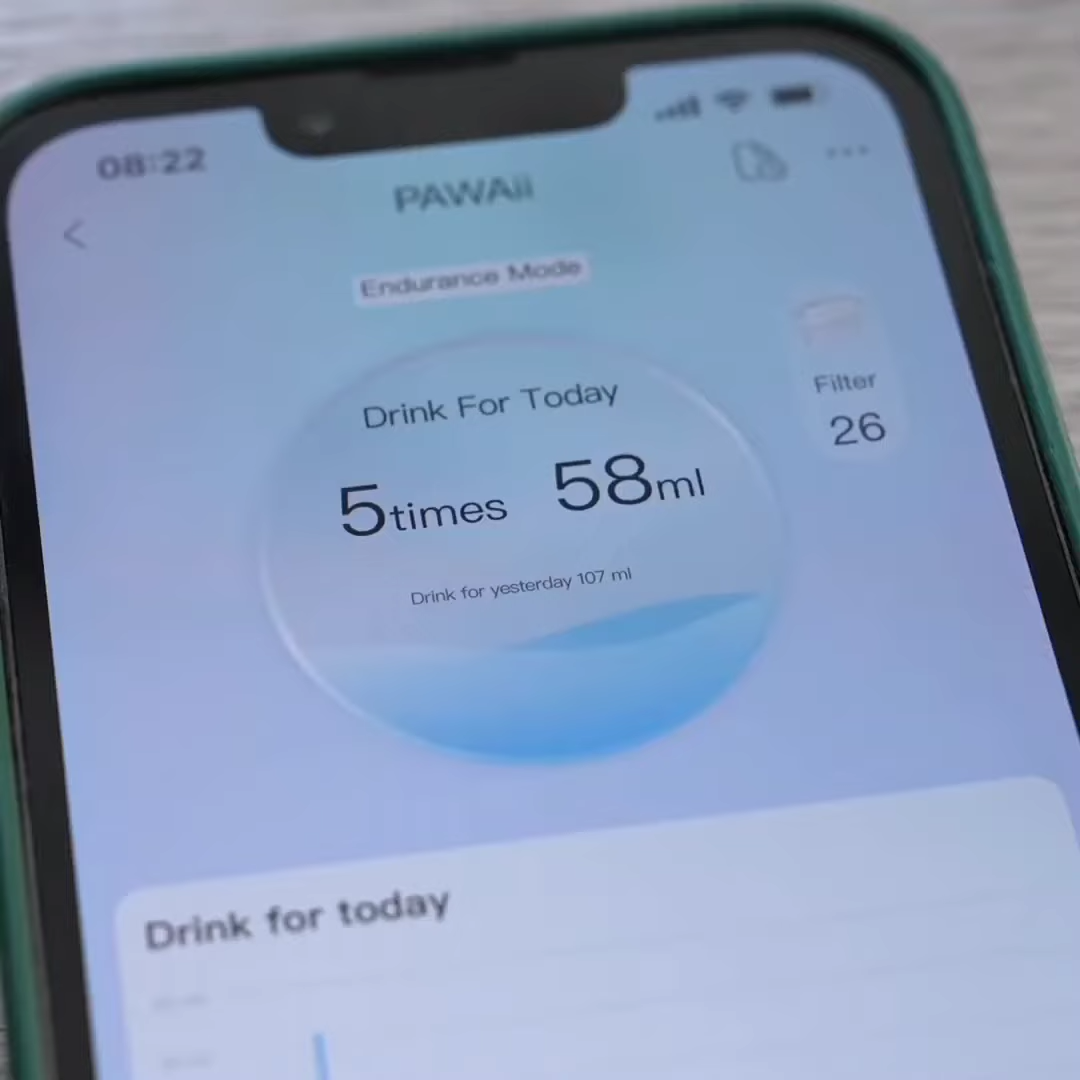 08:22
PAWAii
Endurance Mode
Filter
26
Drink For Today
5times 58ml
Drink for yesterday 107 ml
Drink for today